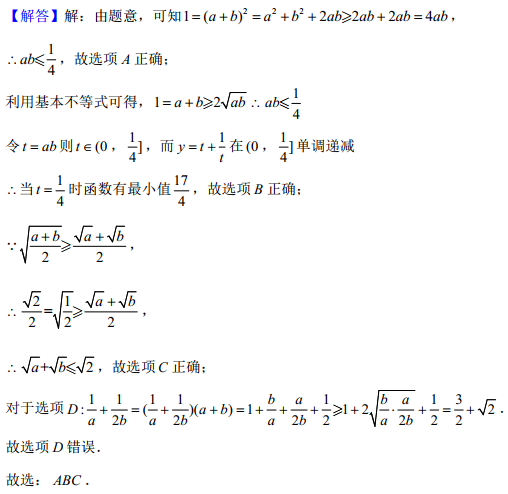 【解答】解：由题意，可知 1=(a+b)²=a²+b²+2ab⩾2ab+2ab=4ab，
∴ab⩽1/4，故选项 A 正确；
利用基本不等式可得，1=a+b⩾2√(ab) ∴ab⩽1/4
令 t=ab 则 t∈(0，1/4]，而 y=t+1/t 在(0，1/4]单调递减
∴当 t=1/4 时函数有最小值 17/4，故选项 B 正确；
∵√((a+b)/2)⩾(√a+√b)/2，
∴√2/2=√(1/2)⩾(√a+√b)/2，
∴√a+√b⩽√2，故选项 C 正确；
对于选项 D:1/a+1/(2b)=(1/a+1/(2b))(a+b)=1+b/a+a/(2b)+1/2⩾1+2√(b/a·a/(2b))+1/2=3/2+√2．
故选项 D 错误．
故选：ABC．